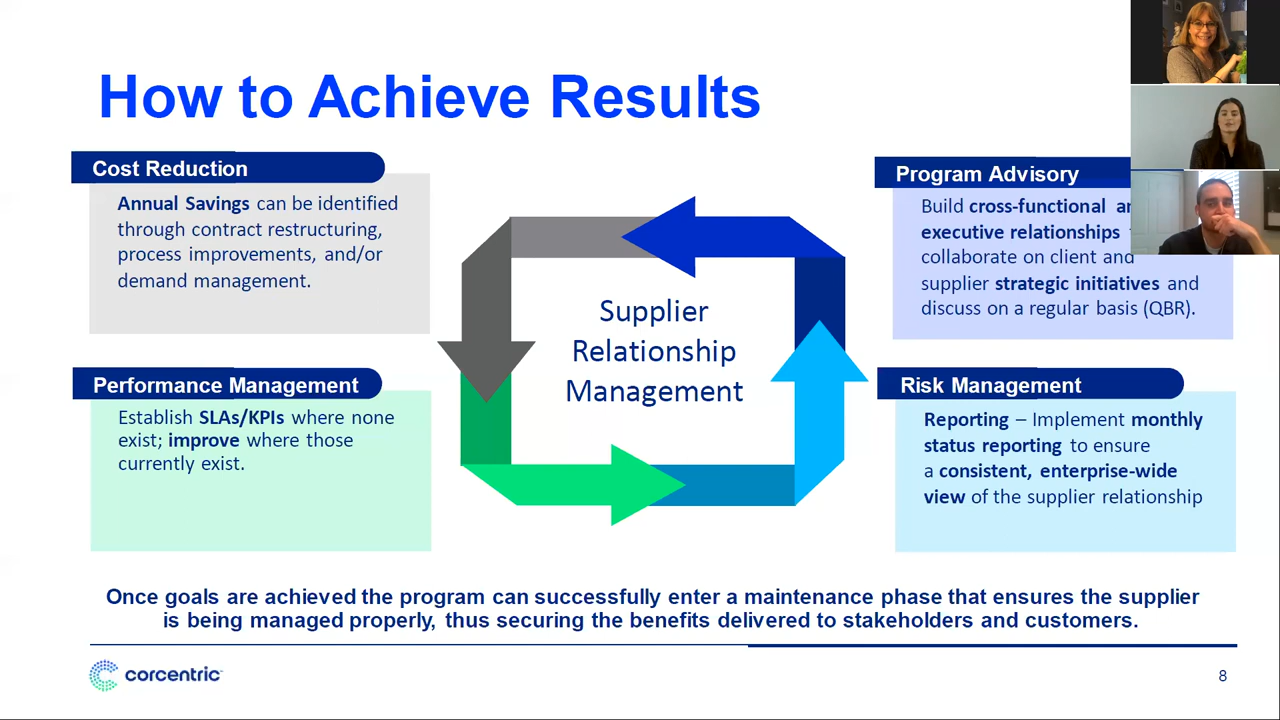 How to Achieve Results
Cost Reduction
Annual Savings can be identified
through contract restructuring,
process improvements, and/or
demand management.
Program Advisory
Build cross-functional
executive relationships
collaborate on client and
supplier strategic initiatives and
discuss on a regular basis (QBR).
Supplier
Relationship
Management
Performance Management
Establish SLAs/KPIs where none
exist; improve where those
currently exist.
Risk Management
Reporting – Implement monthly
status reporting to ensure
a consistent, enterprise-wide
view of the supplier relationship
Once goals are achieved the program can successfully enter a maintenance phase that ensures the supplier
is being managed properly, thus securing the benefits delivered to stakeholders and customers.
corcentric
8